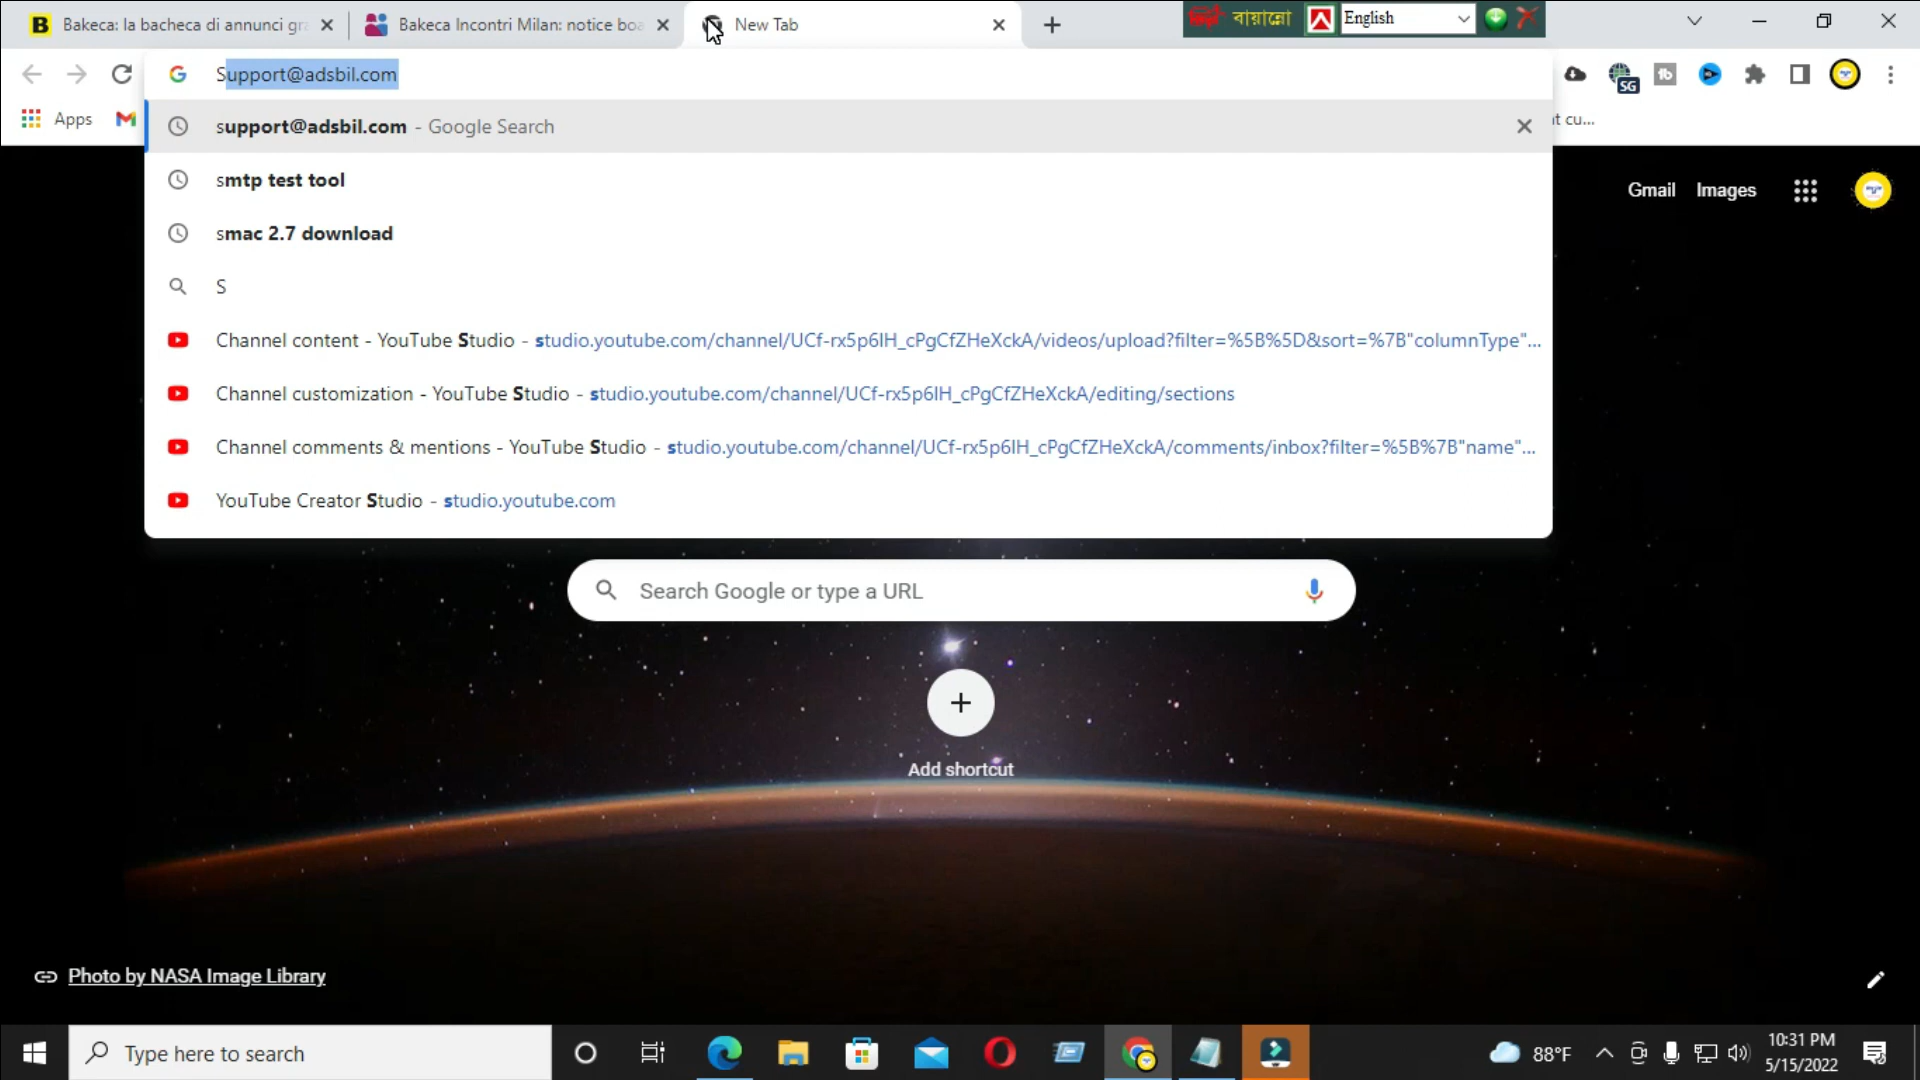 Bakeca: la bacheca di annunci gr
Bakeca Incontri Milan: notice boa
New Tab
বায়ান্নো
English
Support@adsbil.com
SG
Apps
t cu...
support@adsbil.com - Google Search
smtp test tool
smac 2.7 download
S
Channel content - YouTube Studio - studio.youtube.com/channel/UCf-rx5p6lH_cPgCfZHeXckA/videos/upload?filter=%5B%5D&sort=%7B"columnType"...
Channel customization - YouTube Studio - studio.youtube.com/channel/UCf-rx5p6lH_cPgCfZHeXckA/editing/sections
Channel comments & mentions - YouTube Studio - studio.youtube.com/channel/UCf-rx5p6lH_cPgCfZHeXckA/comments/inbox?filter=%5B%7B"name"...
YouTube Creator Studio - studio.youtube.com
Gmail Images
Search Google or type a URL
Add shortcut
Photo by NASA Image Library
Type here to search
88°F
10:31 PM
5/15/2022